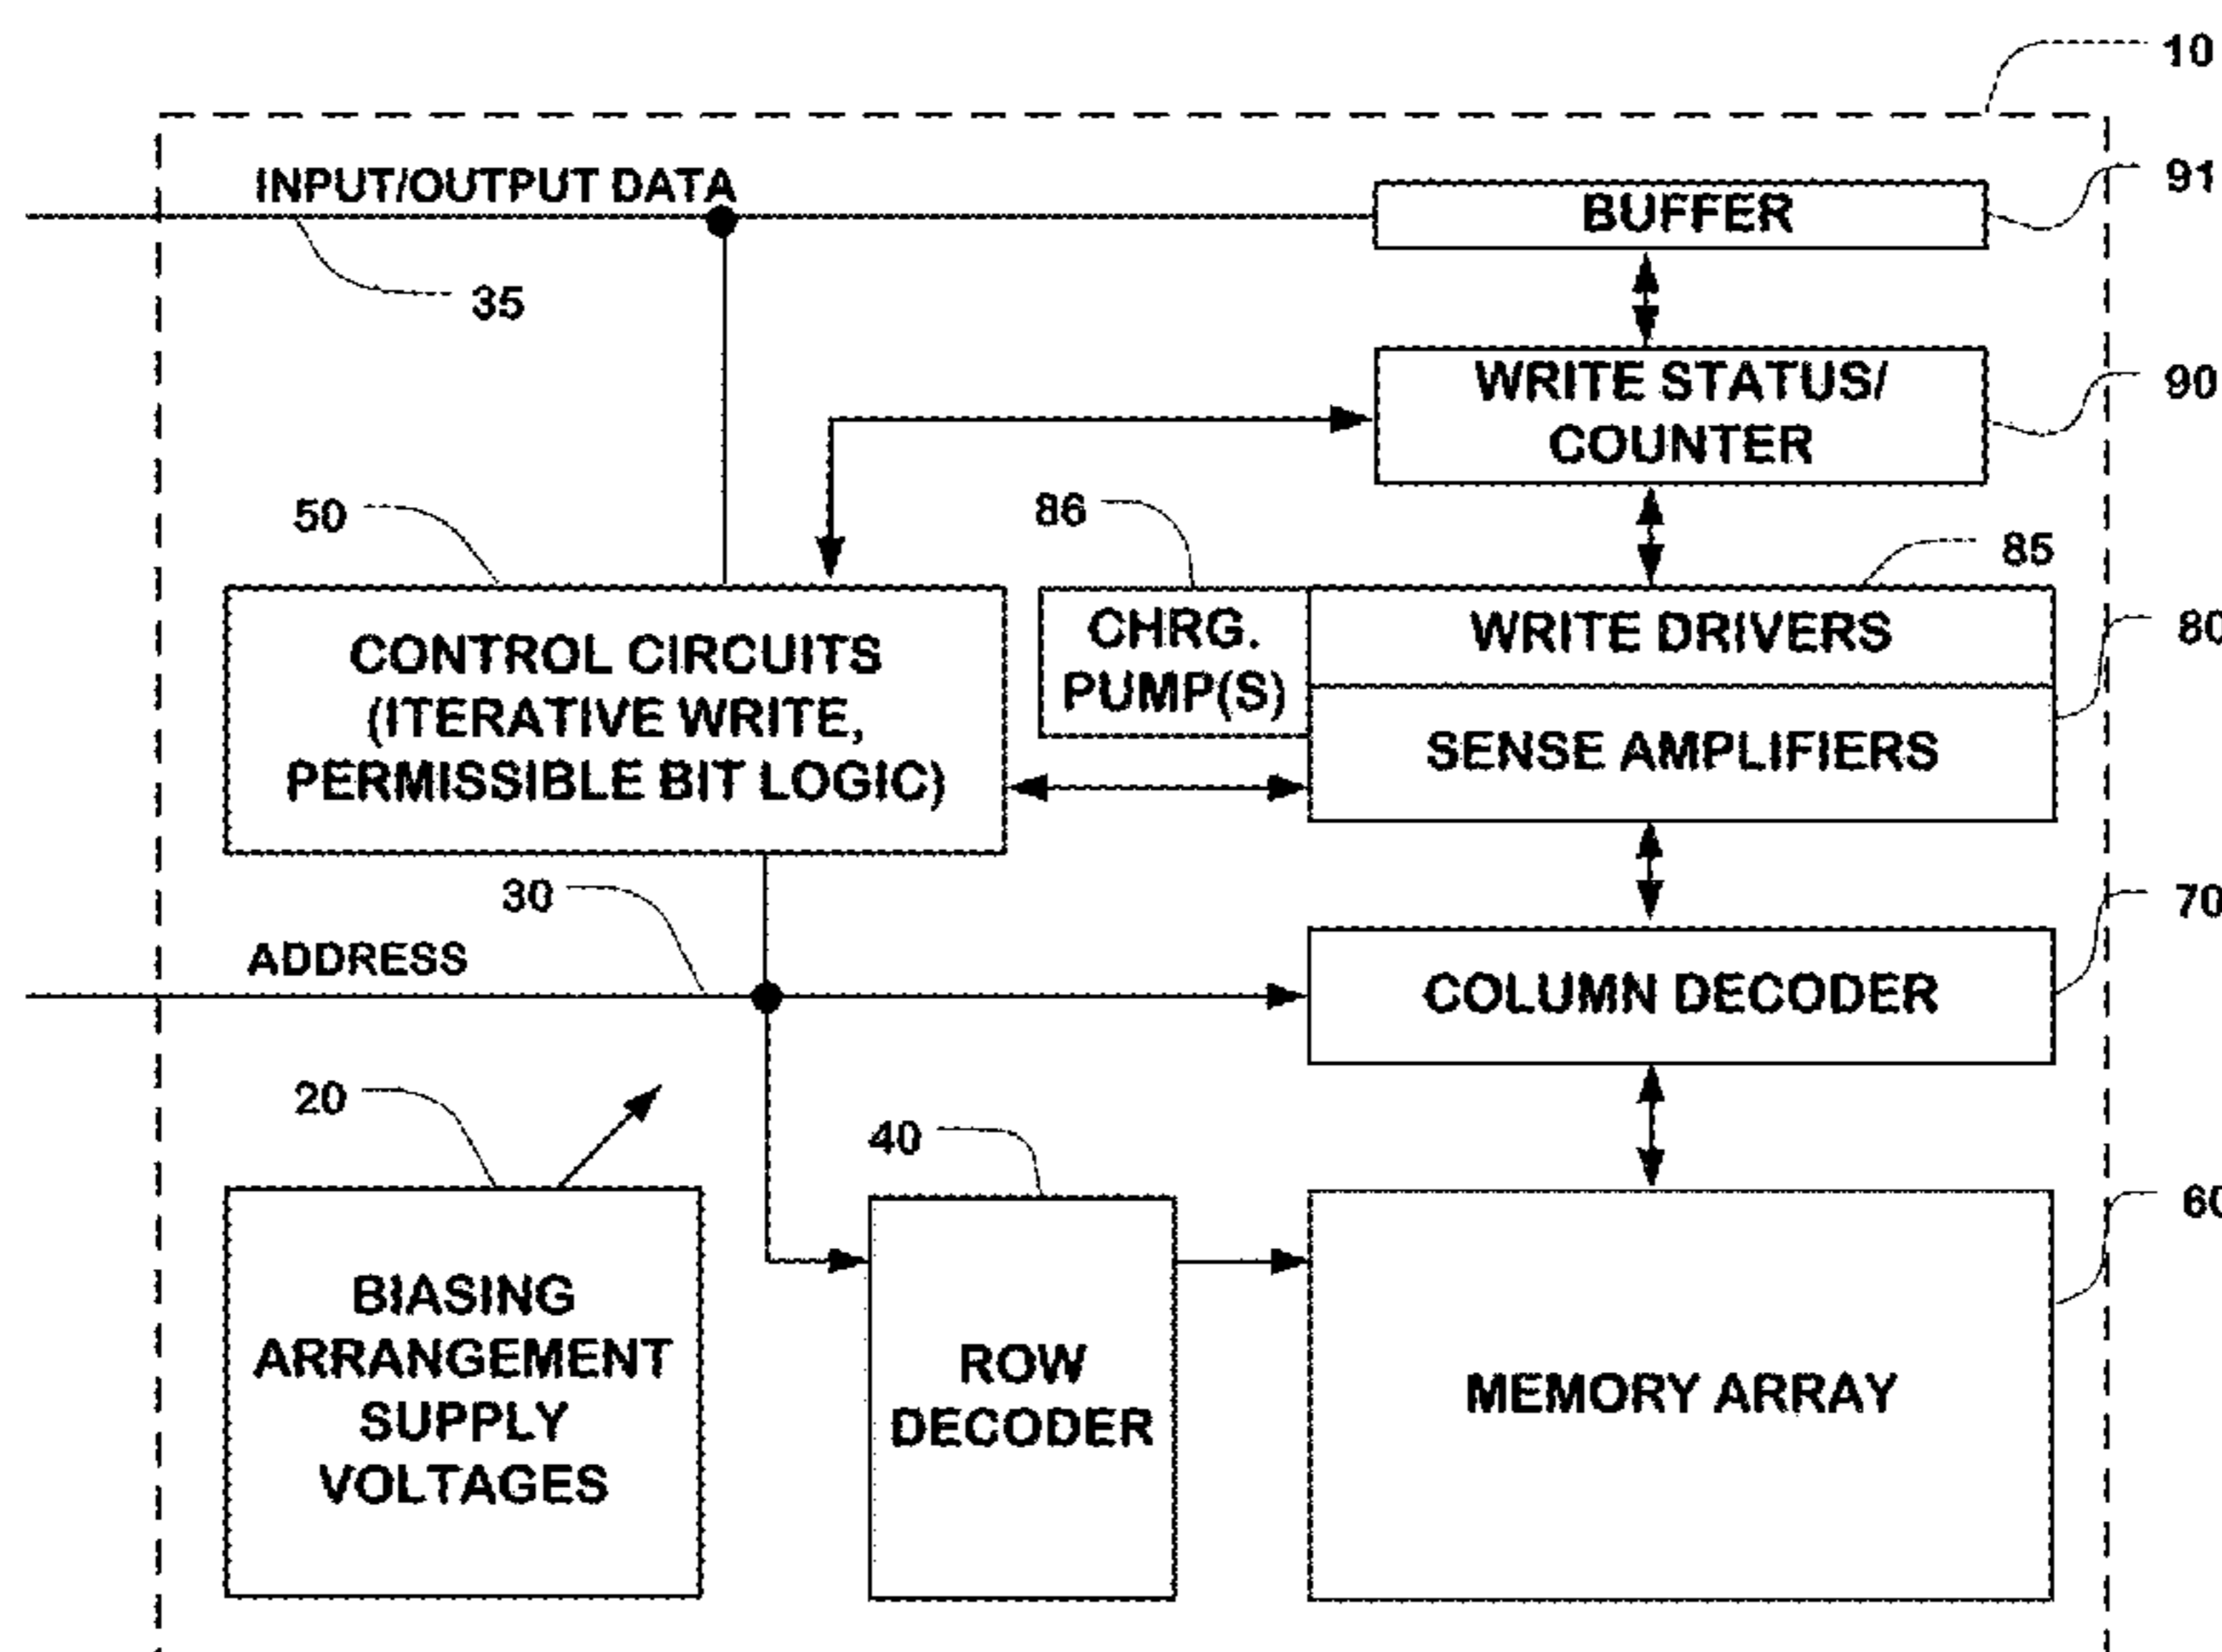 10
INPUT/OUTPUT DATA
BUFFER
91
35
WRITE STATUS/
COUNTER
90
50
86
85
CONTROL CIRCUITS
(ITERATIVE WRITE,
PERMISSIBLE BIT LOGIC)
CHRG.
PUMP(S)
WRITE DRIVERS
80
SENSE AMPLIFIERS
30
70
ADDRESS
COLUMN DECODER
20
40
60
BIASING
ARRANGEMENT
SUPPLY
VOLTAGES
ROW
DECODER
MEMORY ARRAY